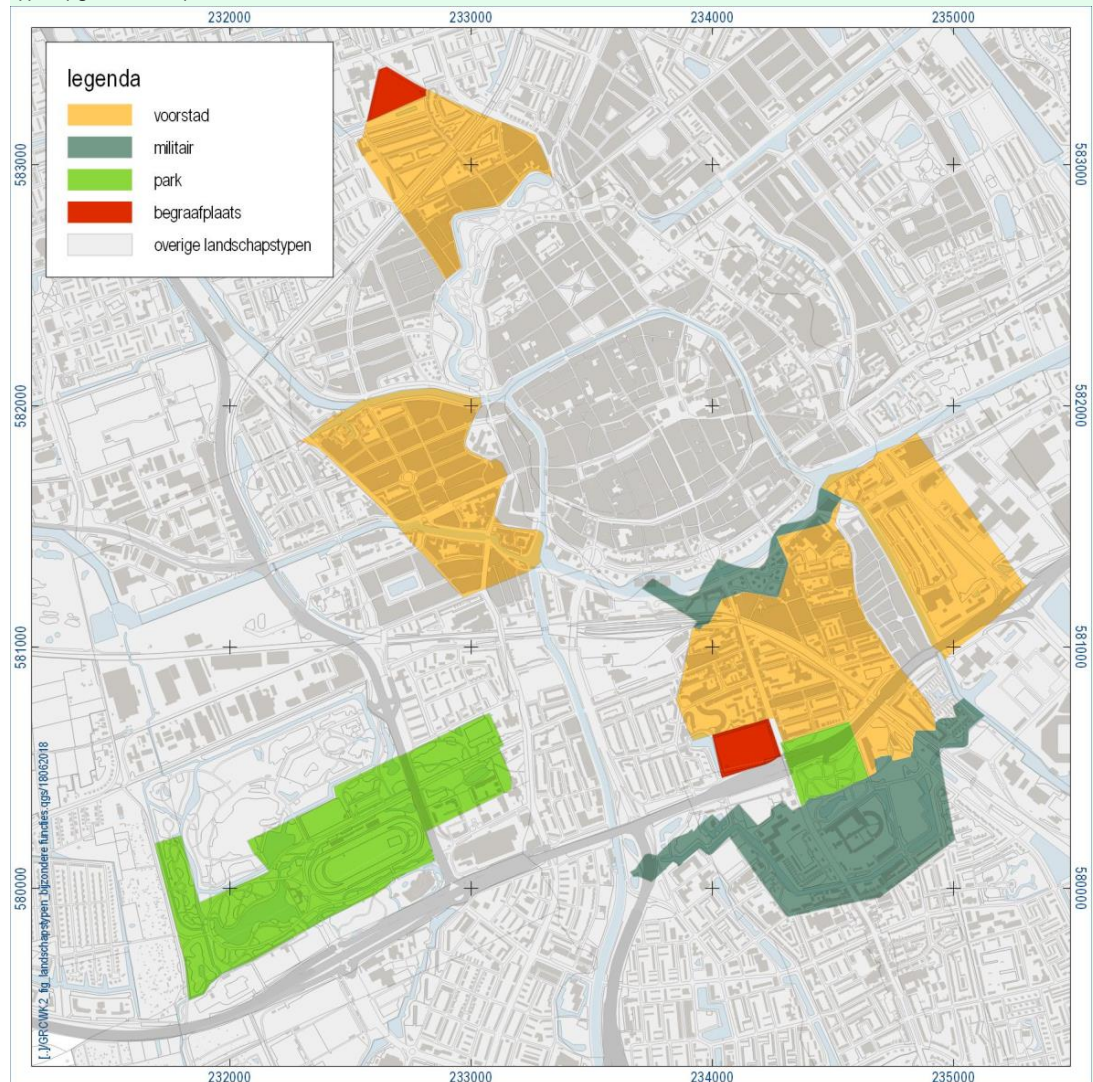 232000 233000 234000 235000
legenda
voorstad
militair
park
begraafplaats
overige landschapstypen
583000 583000
582000 582000
581000 581000
580000 580000
[..]/GRCWK2_fig_landschapstypen_bijzondere functies.qgs/18062018
232000 233000 234000 235000